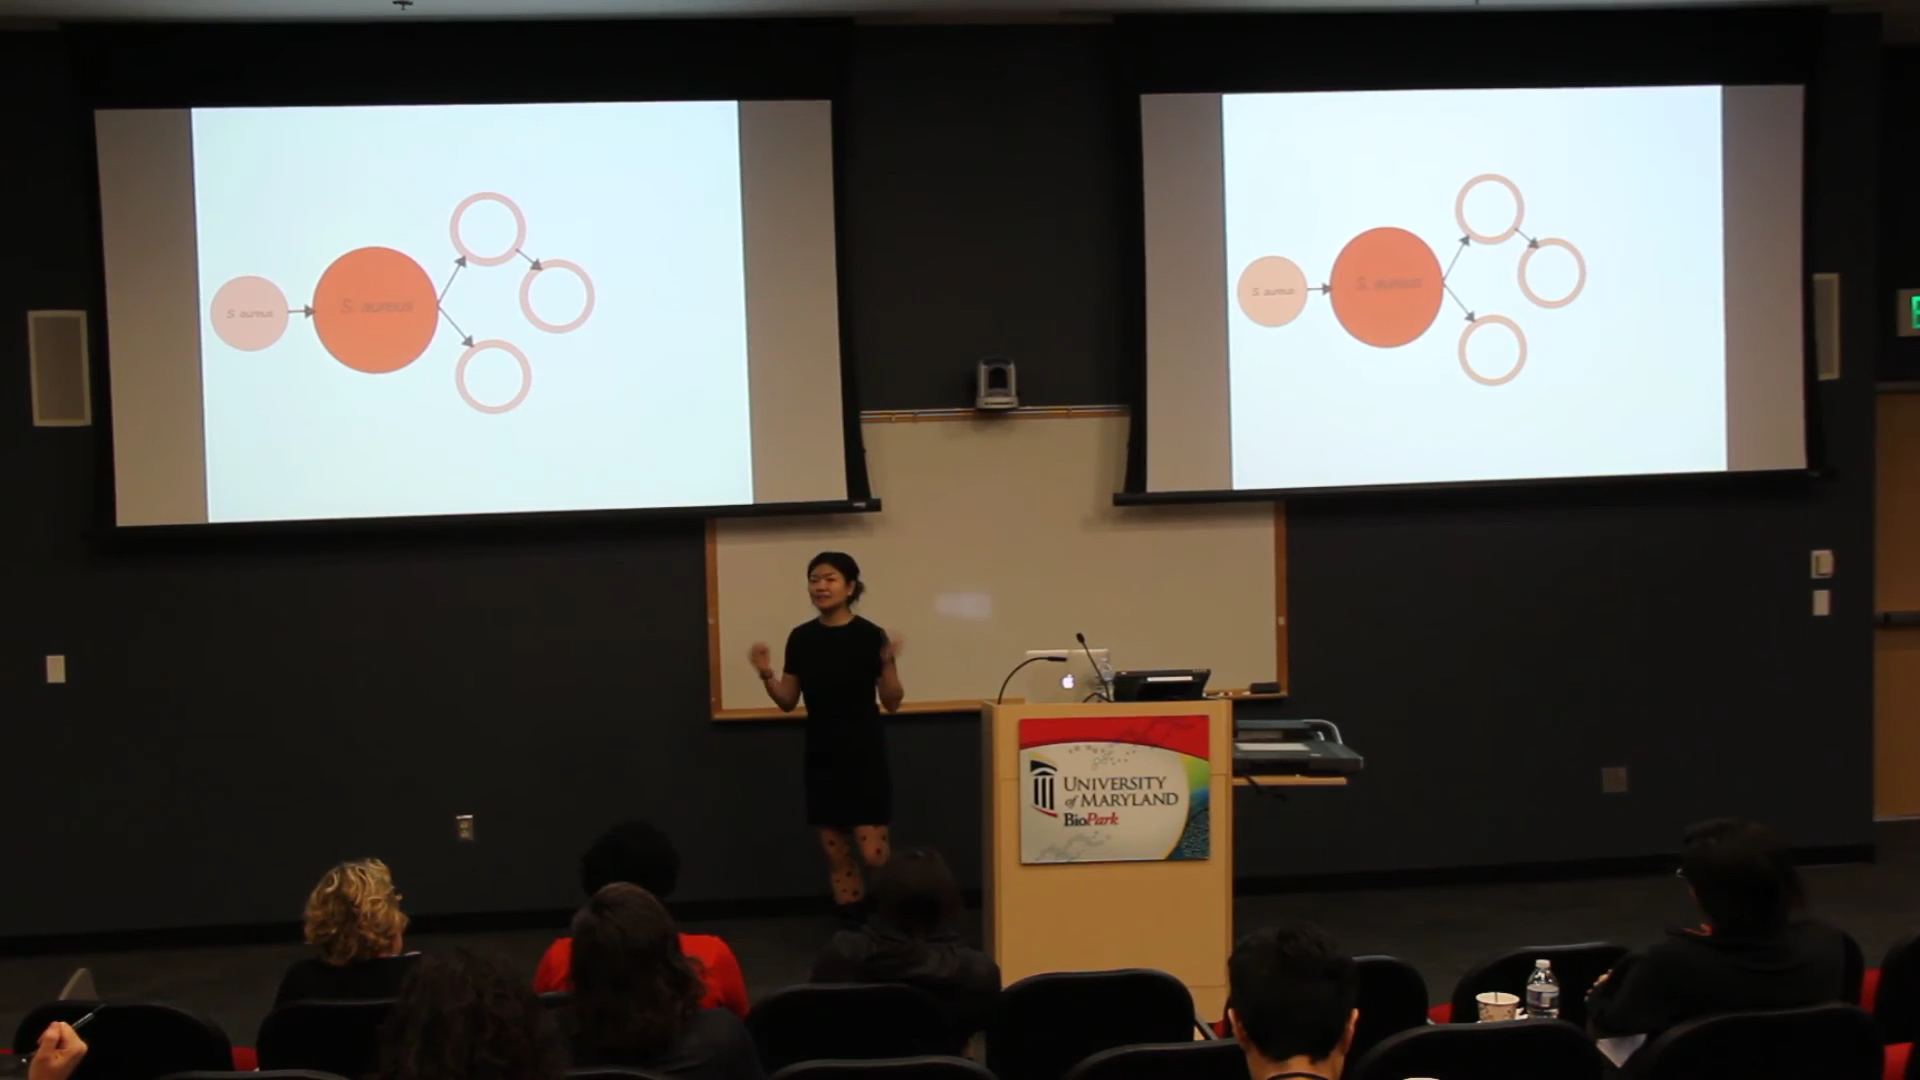 S. aureus
S. aureus
S. aureus
S. aureus
UNIVERSITY
of MARYLAND
BioPark